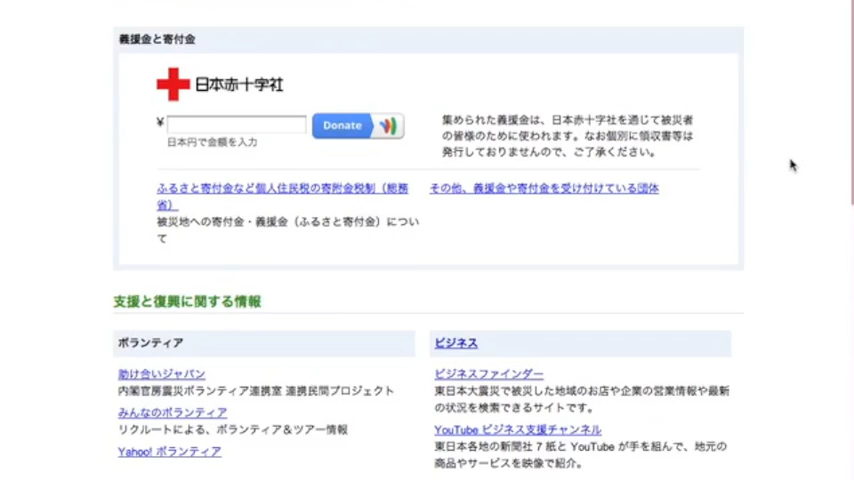 義援金と寄付金
日本赤十字社
¥
Donate
日本円で金額を入力
集められた義援金は、日本赤十字社を通じて被災者
の皆様のために使われます。なお個別に領収書等は
発行しておりませんので、ご了承ください。
ふるさと寄付金など個人住民税の寄附金税制（総務
省）
被災地への寄付金・義援金（ふるさと寄付金）につい
て
その他、義援金や寄付金を受け付けている団体
支援と復興に関する情報
ボランティア
助け合いジャパン
内閣官房震災ボランティア連携室 連携民間プロジェクト
みんなのボランティア
リクルートによる、ボランティア＆ツアー情報
Yahoo! ボランティア
ビジネス
ビジネスファインダー
東日本大震災で被災した地域のお店や企業の営業情報や最新
の状況を検索できるサイトです。
YouTube ビジネス支援チャンネル
東日本各地の新聞社 7 紙と YouTube が手を組んで、地元の
商品やサービスを映像で紹介。